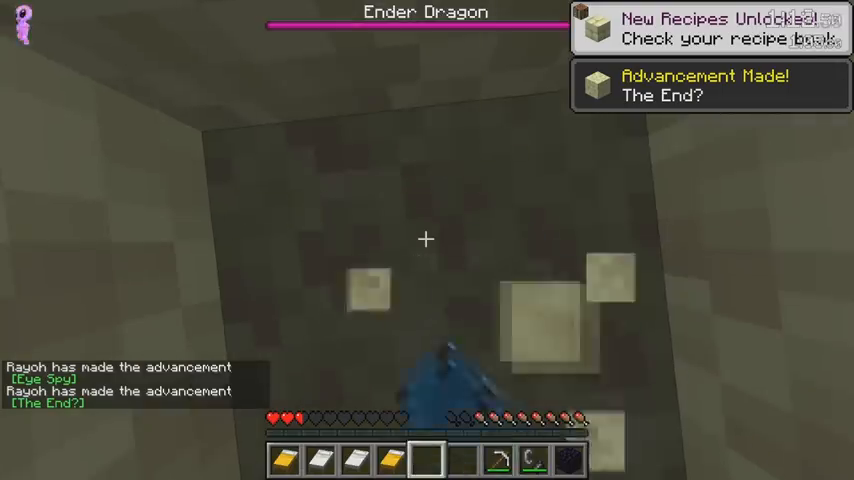 Ender Dragon
New Recipes Unlocked!
Check your recipe book
Advancement Made!
The End?
Rayoh has made the advancement
[Eye Spy]
Rayoh has made the advancement
[The End?]